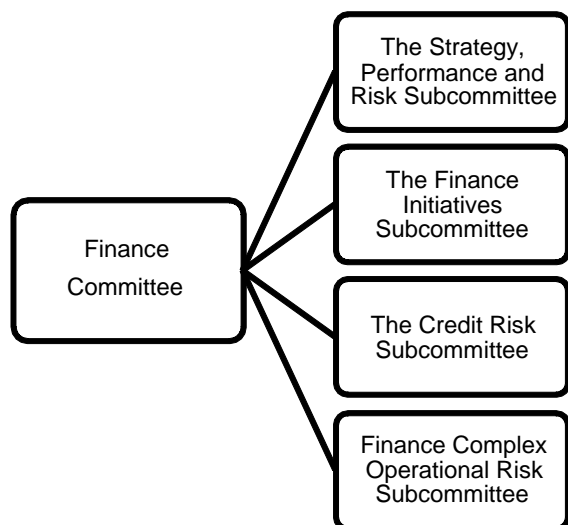 The Strategy,
Performance and
Risk Subcommittee
The Finance
Initiatives
Subcommittee
Finance
Committee
The Credit Risk
Subcommittee
Finance Complex
Operational Risk
Subcommittee